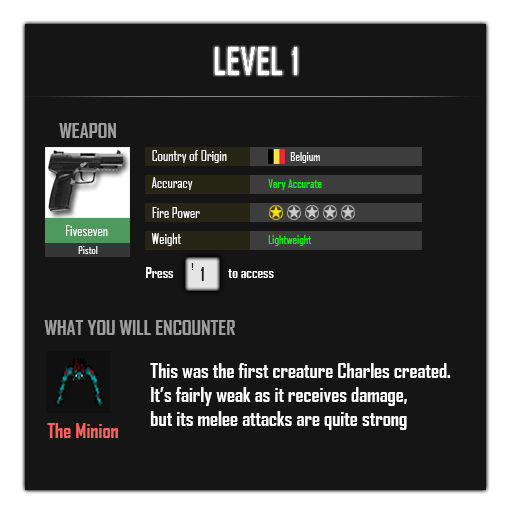 LEVEL 1
WEAPON
Fiveseven
Pistol
Country of Origin Belgium
Accuracy Very Accurate
Fire Power
Weight Lightweight
Press ! 1 to access
WHAT YOU WILL ENCOUNTER
The Minion
This was the first creature Charles created.
It's fairly weak as it receives damage,
but its melee attacks are quite strong